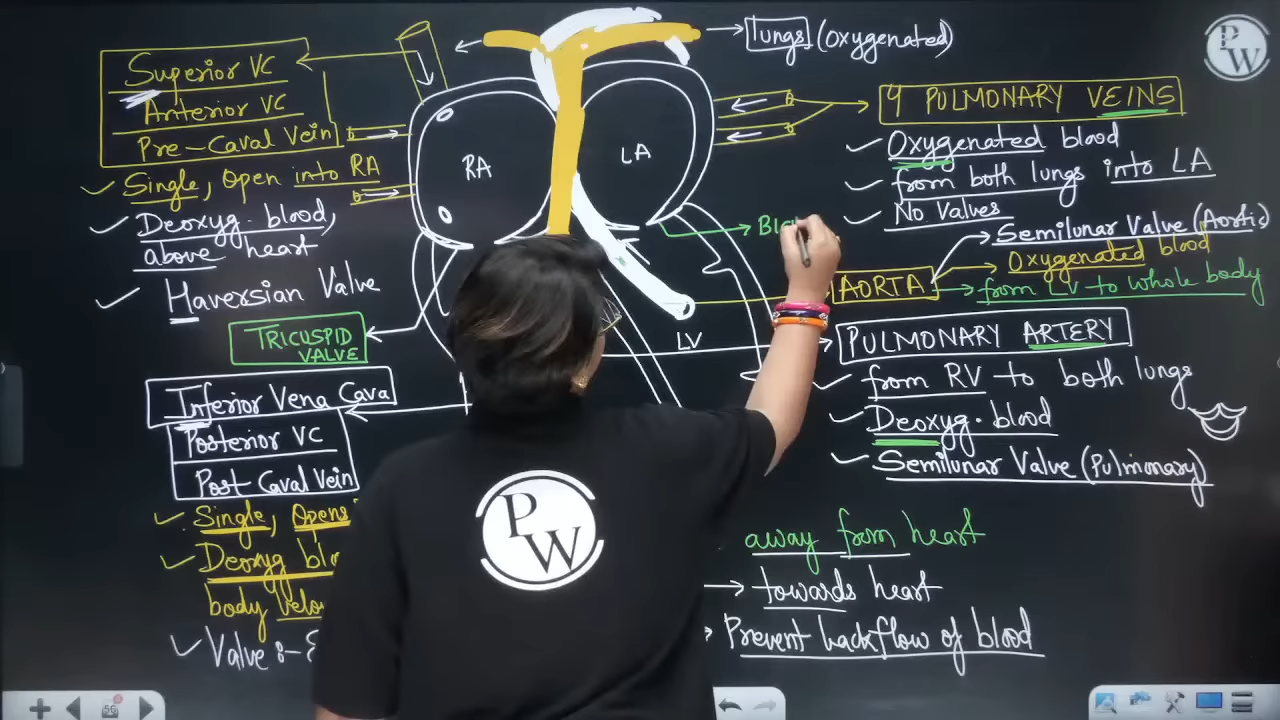 Superior VC
Anterior VC
Pre-Caval Vein
Single, Open into RA
Deoxyg. blood,
above heart
Haversian Valve
TRICUSPID
VALVE
Inferior Vena Cava
Posterior VC
Post Caval Vein
Single, Opens
Deoxyg
body
Valve :-
RA
LA
LV
lungs (oxygenated)
4 PULMONARY VEINS
Oxygenated blood
from both lungs into LA
No Valves
Semilunar Valve (Aortic)
Oxygenated blood
AORTA
from LV to whole body
PULMONARY ARTERY
from RV to both lungs
Deoxyg. blood
Semilunar Valve (Pulmonary)
away from heart
towards heart
Prevent backflow of blood
P
W
P
W
56